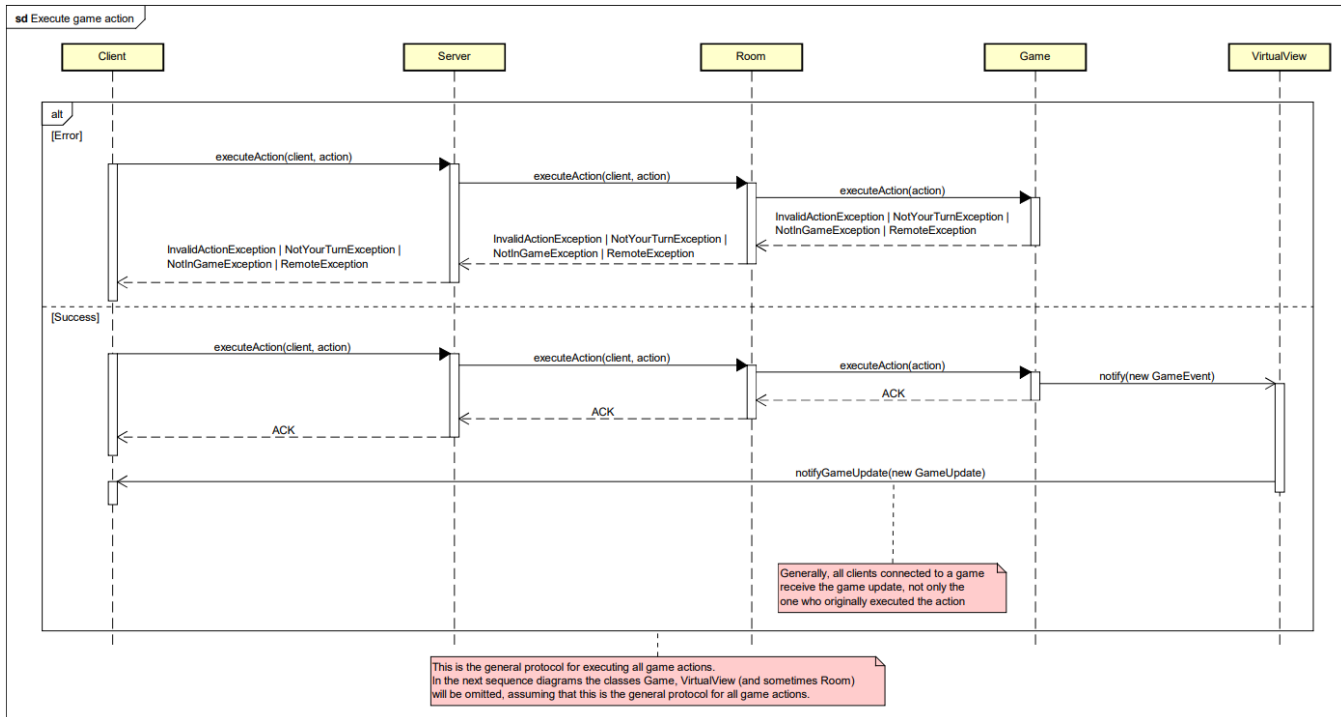 sd Execute game action
Client
Server
Room
Game
VirtualView
alt
[Error]
executeAction(client, action)
executeAction(client, action)
executeAction(action)
InvalidActionException | NotYourTurnException |
NotInGameException | RemoteException
InvalidActionException | NotYourTurnException |
NotInGameException | RemoteException
InvalidActionException | NotYourTurnException |
NotInGameException | RemoteException
[Success]
executeAction(client, action)
executeAction(client, action)
executeAction(action)
notify(new GameEvent)
ACK
ACK
ACK
notifyGameUpdate(new GameUpdate)
Generally, all clients connected to a game
receive the game update, not only the
one who originally executed the action
This is the general protocol for executing all game actions.
In the next sequence diagrams the classes Game, VirtualView (and sometimes Room)
will be omitted, assuming that this is the general protocol for all game actions.